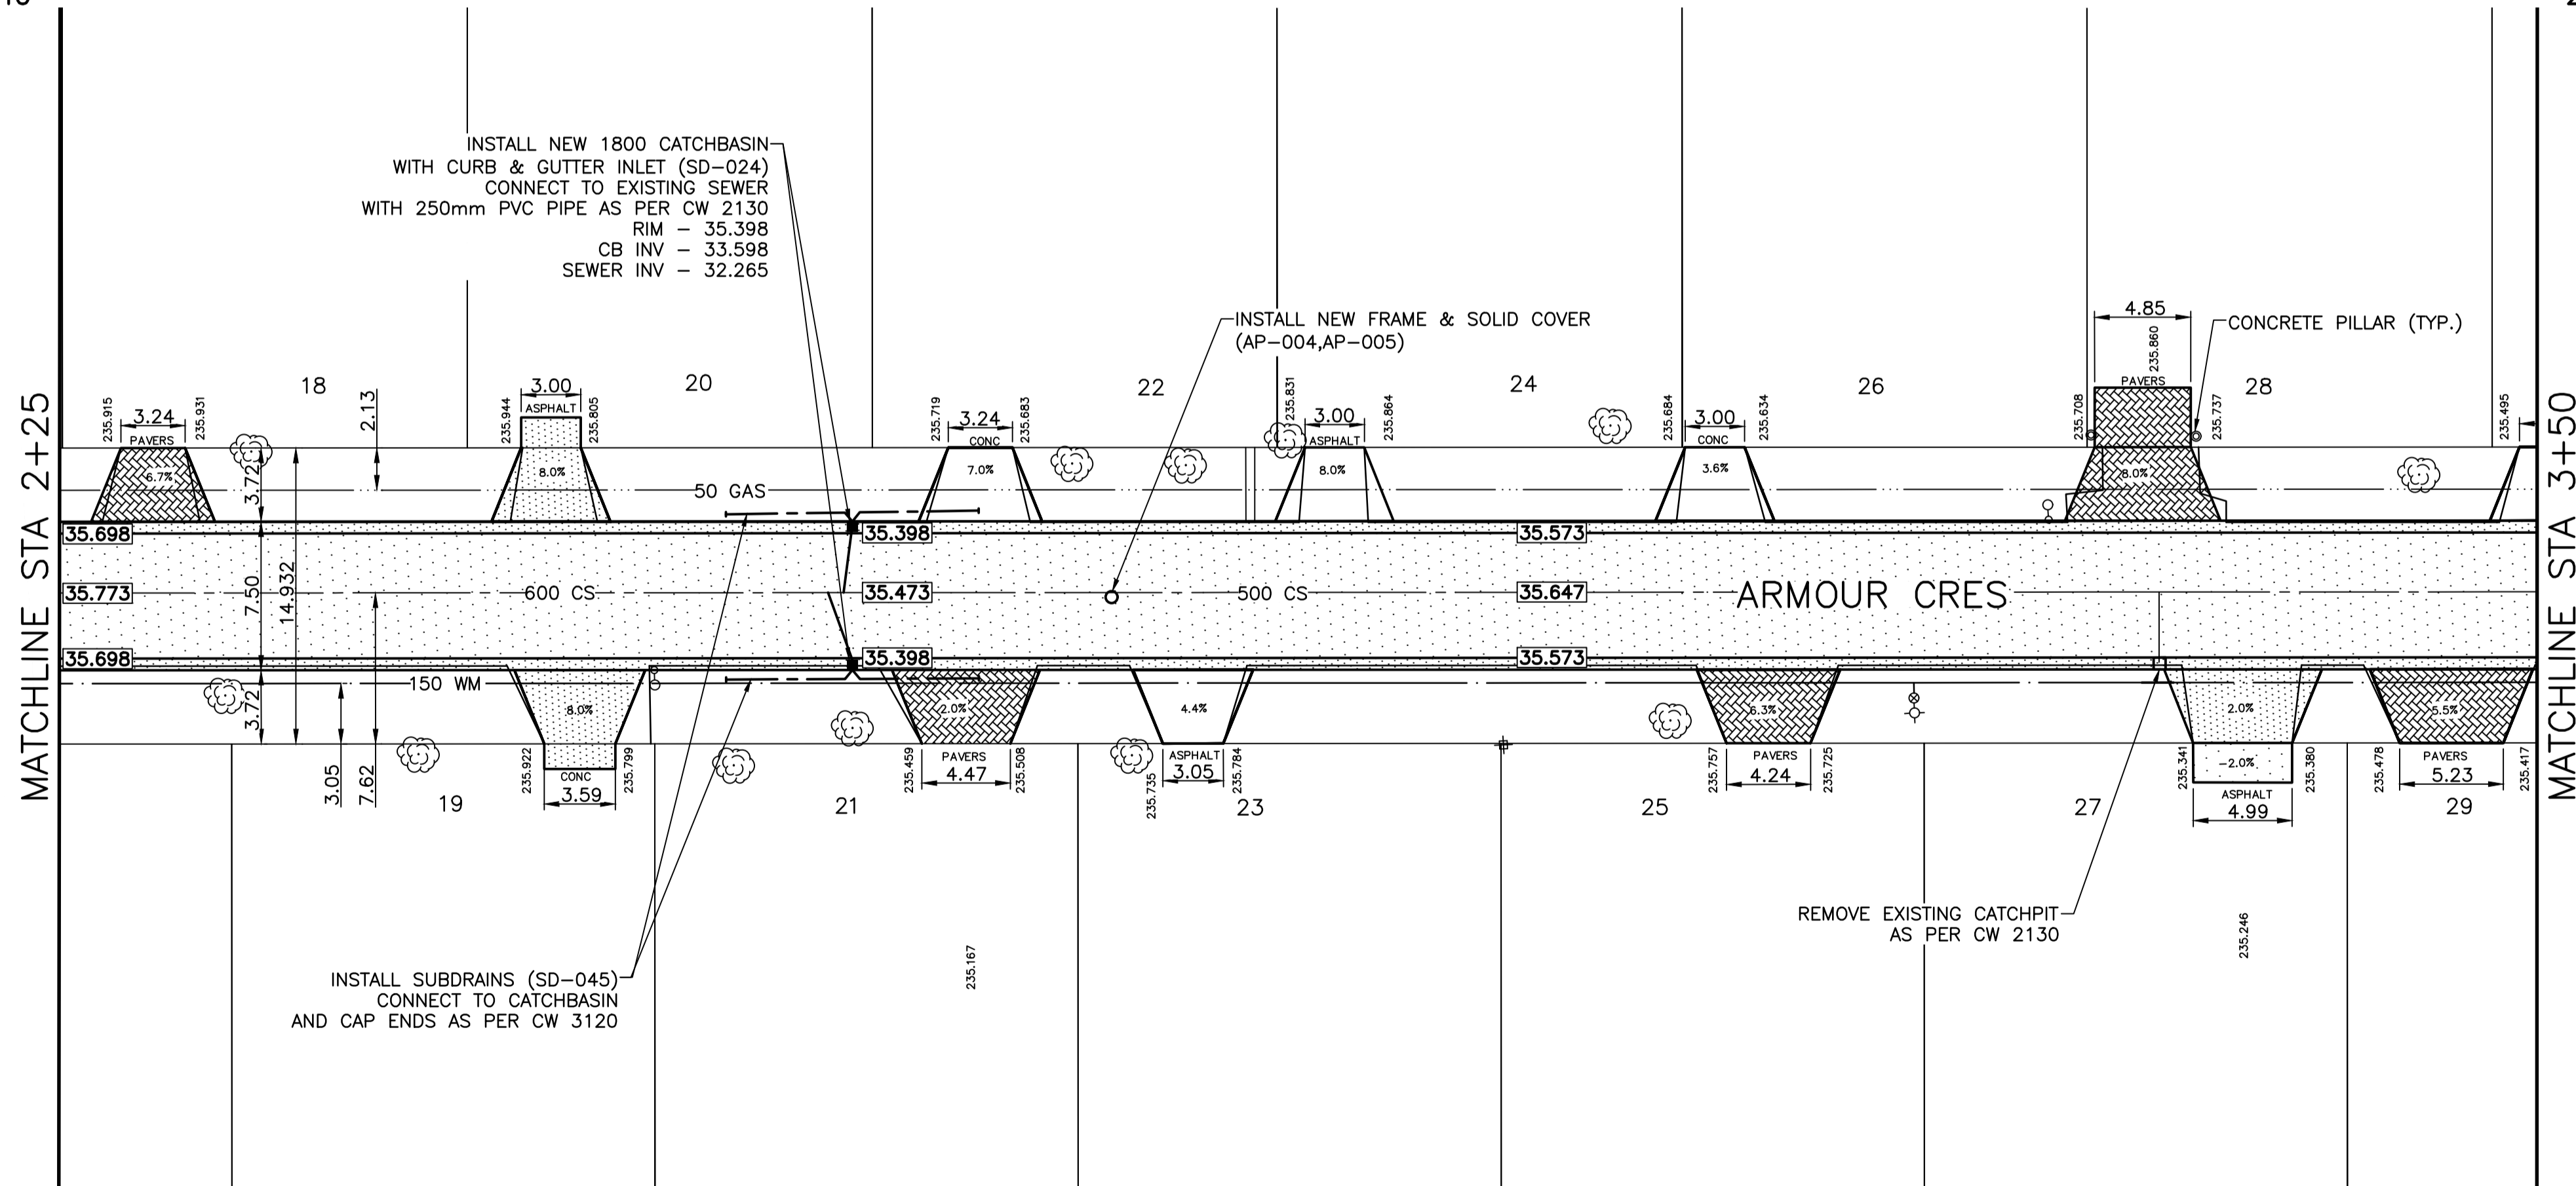 INSTALL NEW 1800 CATCHBASIN
WITH CURB & GUTTER INLET (SD-024)
CONNECT TO EXISTING SEWER
WITH 250mm PVC PIPE AS PER CW 2130
RIM - 35.398
CB INV - 33.598
SEWER INV - 32.265
INSTALL NEW FRAME & SOLID COVER
(AP-004,AP-005)
CONCRETE PILLAR (TYP.)
MATCHLINE STA 2+25
MATCHLINE STA 3+50
18
20
22
24
26
28
235.915
3.24
PAVERS
235.931
6.7%
2.13
235.944
3.00
ASPHALT
235.805
8.0%
235.719
3.24
CONC
235.683
7.0%
235.831
3.00
ASPHALT
235.864
8.0%
235.684
3.00
CONC
235.634
3.6%
4.85
235.860
PAVERS
235.708
235.737
8.0%
235.495
3.72
50 GAS
35.698
35.398
35.573
7.50
14.932
35.773
600 CS
35.473
500 CS
35.647
ARMOUR CRES
35.698
35.398
35.573
150 WM
3.72
3.05
7.62
8.0%
235.922
CONC
3.59
235.799
2.0%
235.459
PAVERS
4.47
235.508
4.4%
235.735
ASPHALT
3.05
235.784
6.3%
235.757
PAVERS
4.24
235.725
2.0%
235.341
-2.0%
235.380
ASPHALT
4.99
5.5%
235.478
PAVERS
5.23
235.417
19
21
23
25
27
29
REMOVE EXISTING CATCHPIT
AS PER CW 2130
235.167
235.246
INSTALL SUBDRAINS (SD-045)
CONNECT TO CATCHBASIN
AND CAP ENDS AS PER CW 3120